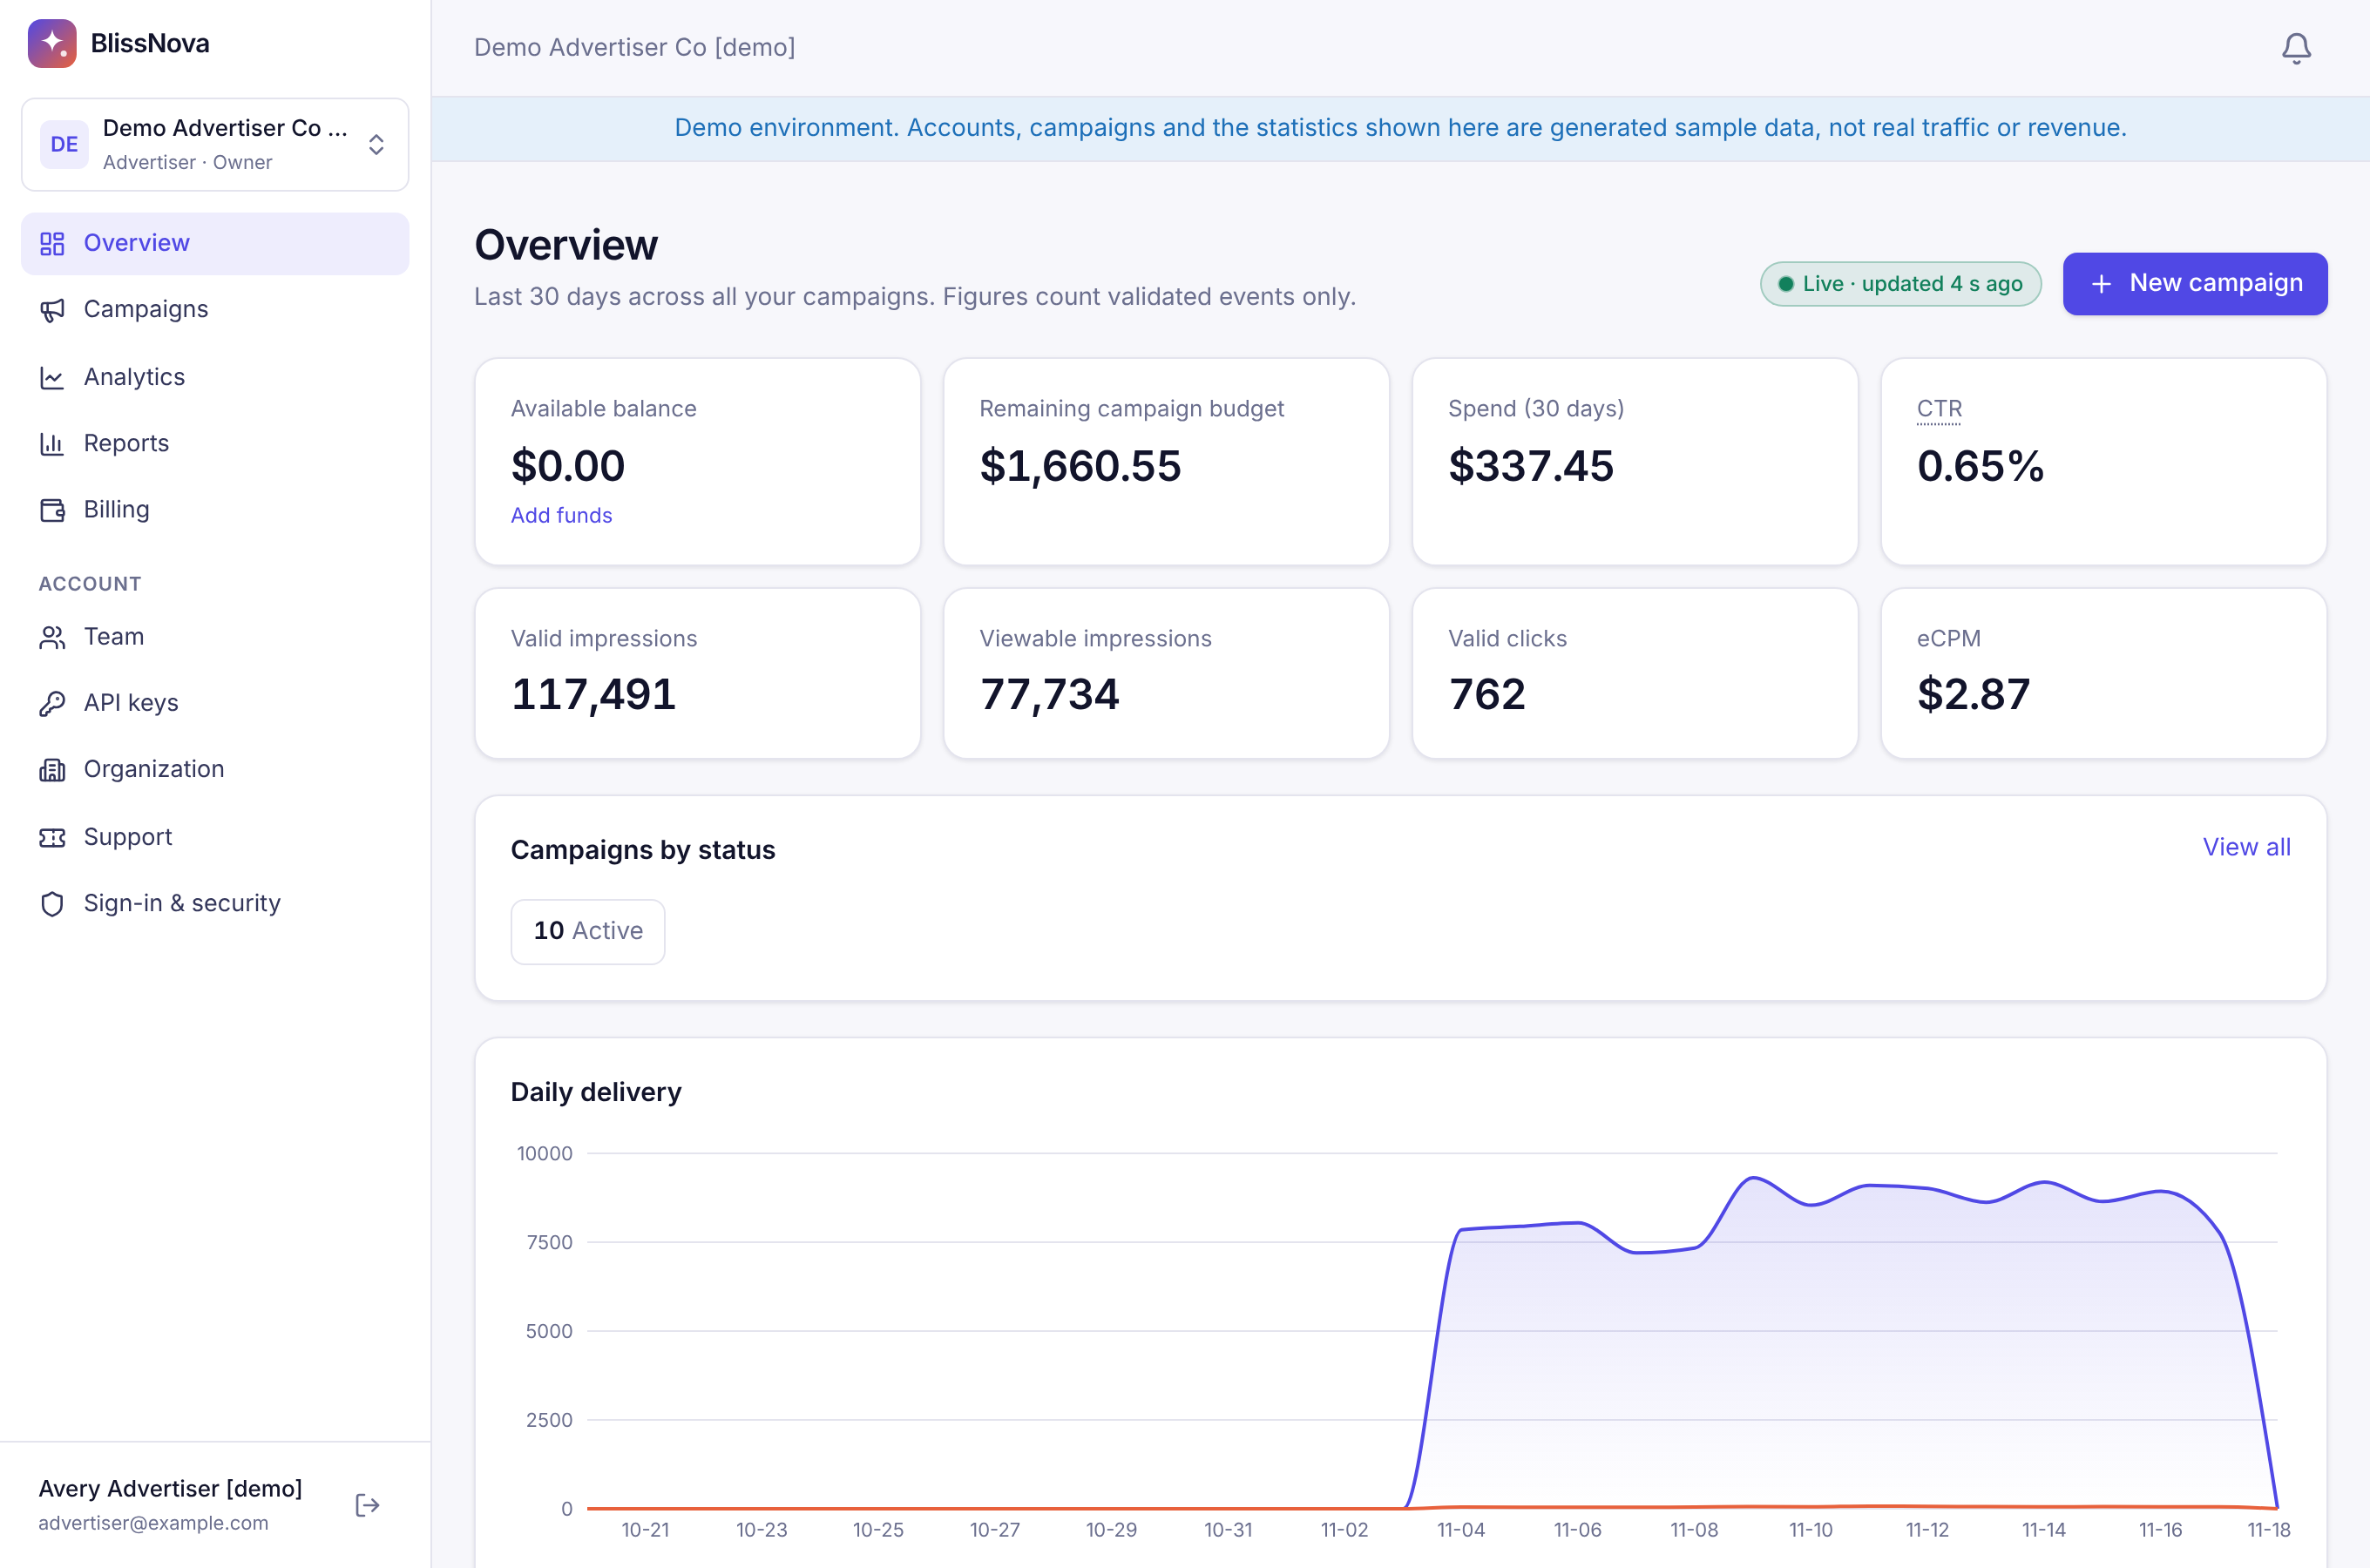 BlissNova
DE
Demo Advertiser Co ...
Advertiser · Owner
Overview
Campaigns
Analytics
Reports
Billing
ACCOUNT
Team
API keys
Organization
Support
Sign-in & security
Avery Advertiser [demo]
advertiser@example.com
Demo Advertiser Co [demo]
Demo environment. Accounts, campaigns and the statistics shown here are generated sample data, not real traffic or revenue.
Overview
Last 30 days across all your campaigns. Figures count validated events only.
Live · updated 4 s ago
New campaign
Available balance
$0.00
Add funds
Remaining campaign budget
$1,660.55
Spend (30 days)
$337.45
CTR
0.65%
Valid impressions
117,491
Viewable impressions
77,734
Valid clicks
762
eCPM
$2.87
Campaigns by status
View all
10 Active
Daily delivery
10000
7500
5000
2500
0
10-21 10-23 10-25 10-27 10-29 10-31 11-02 11-04 11-06 11-08 11-10 11-12 11-14 11-16 11-18